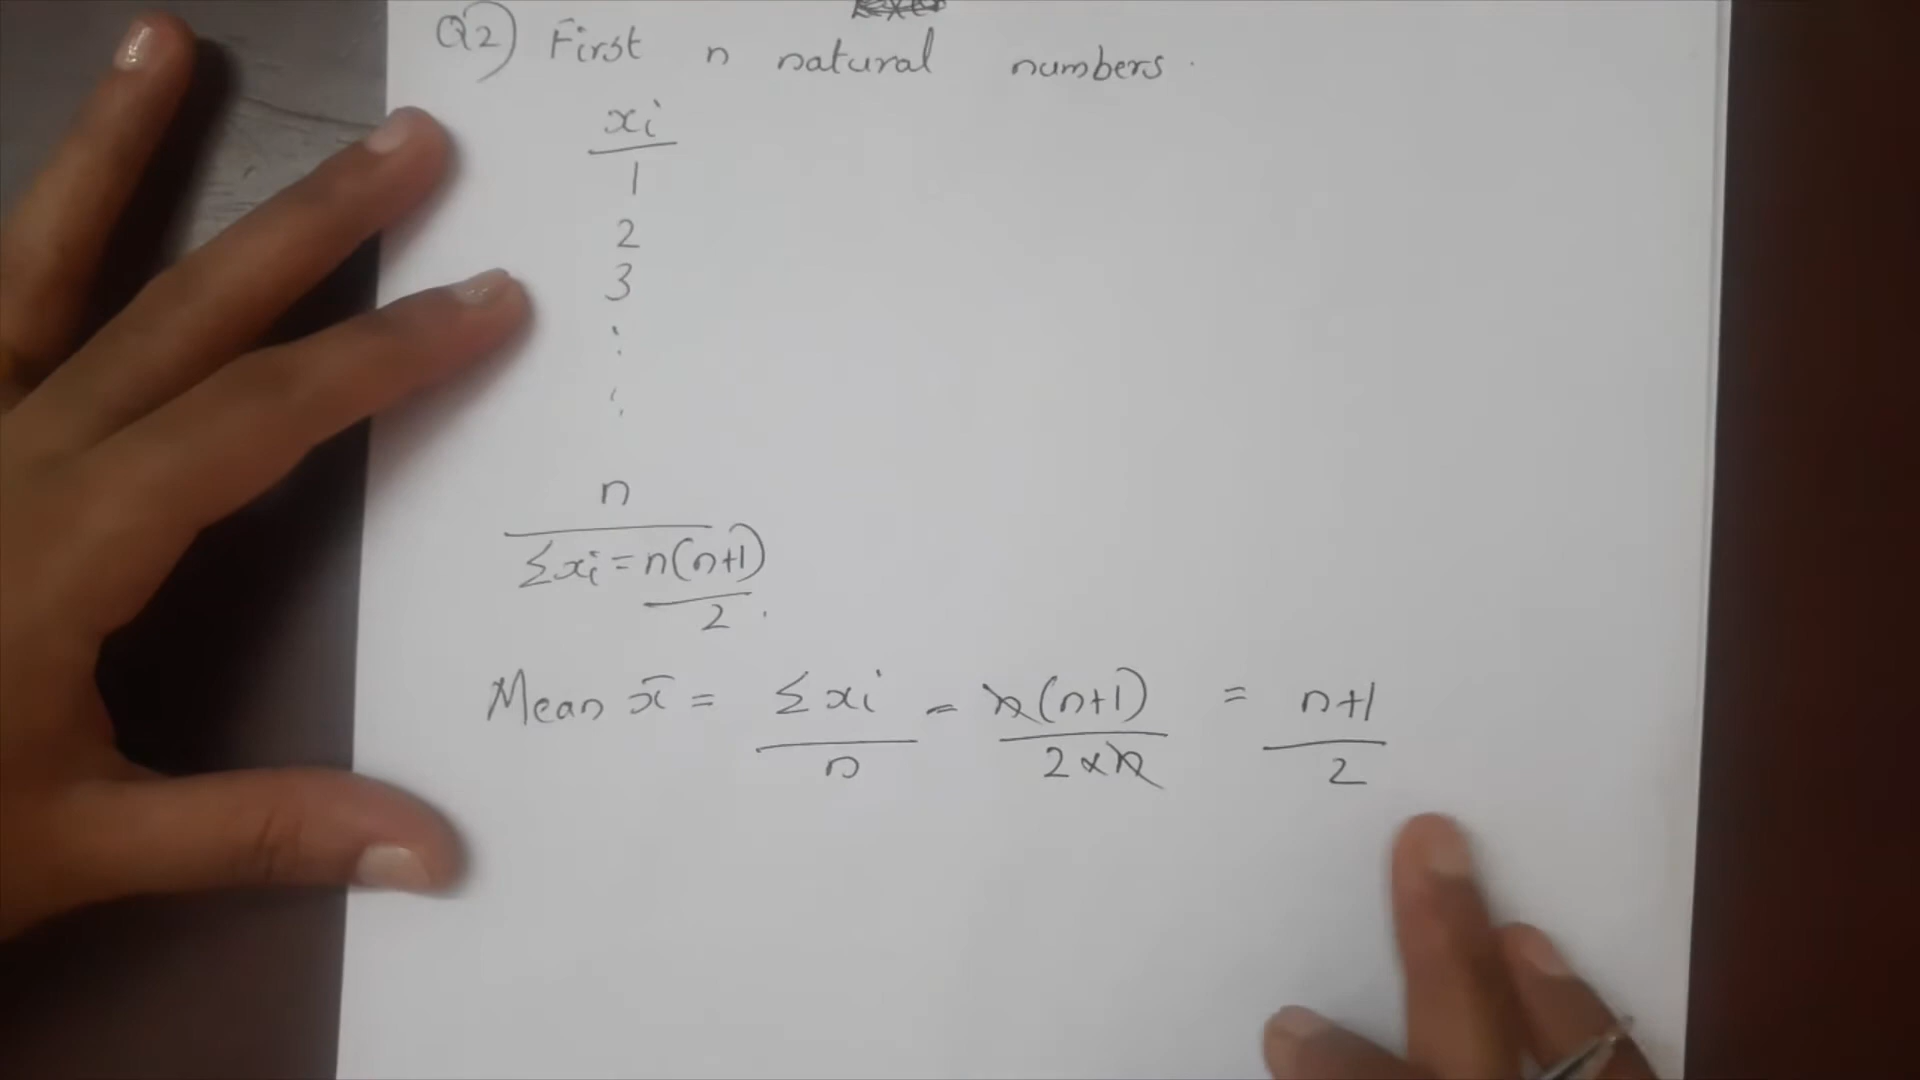 Q2) First n natural numbers.
xi
1
2
3
:
:
n
Σxi = n(n+1)
2.
Mean x̄ = Σxi / n = n(n+1) / 2×n = n+1 / 2